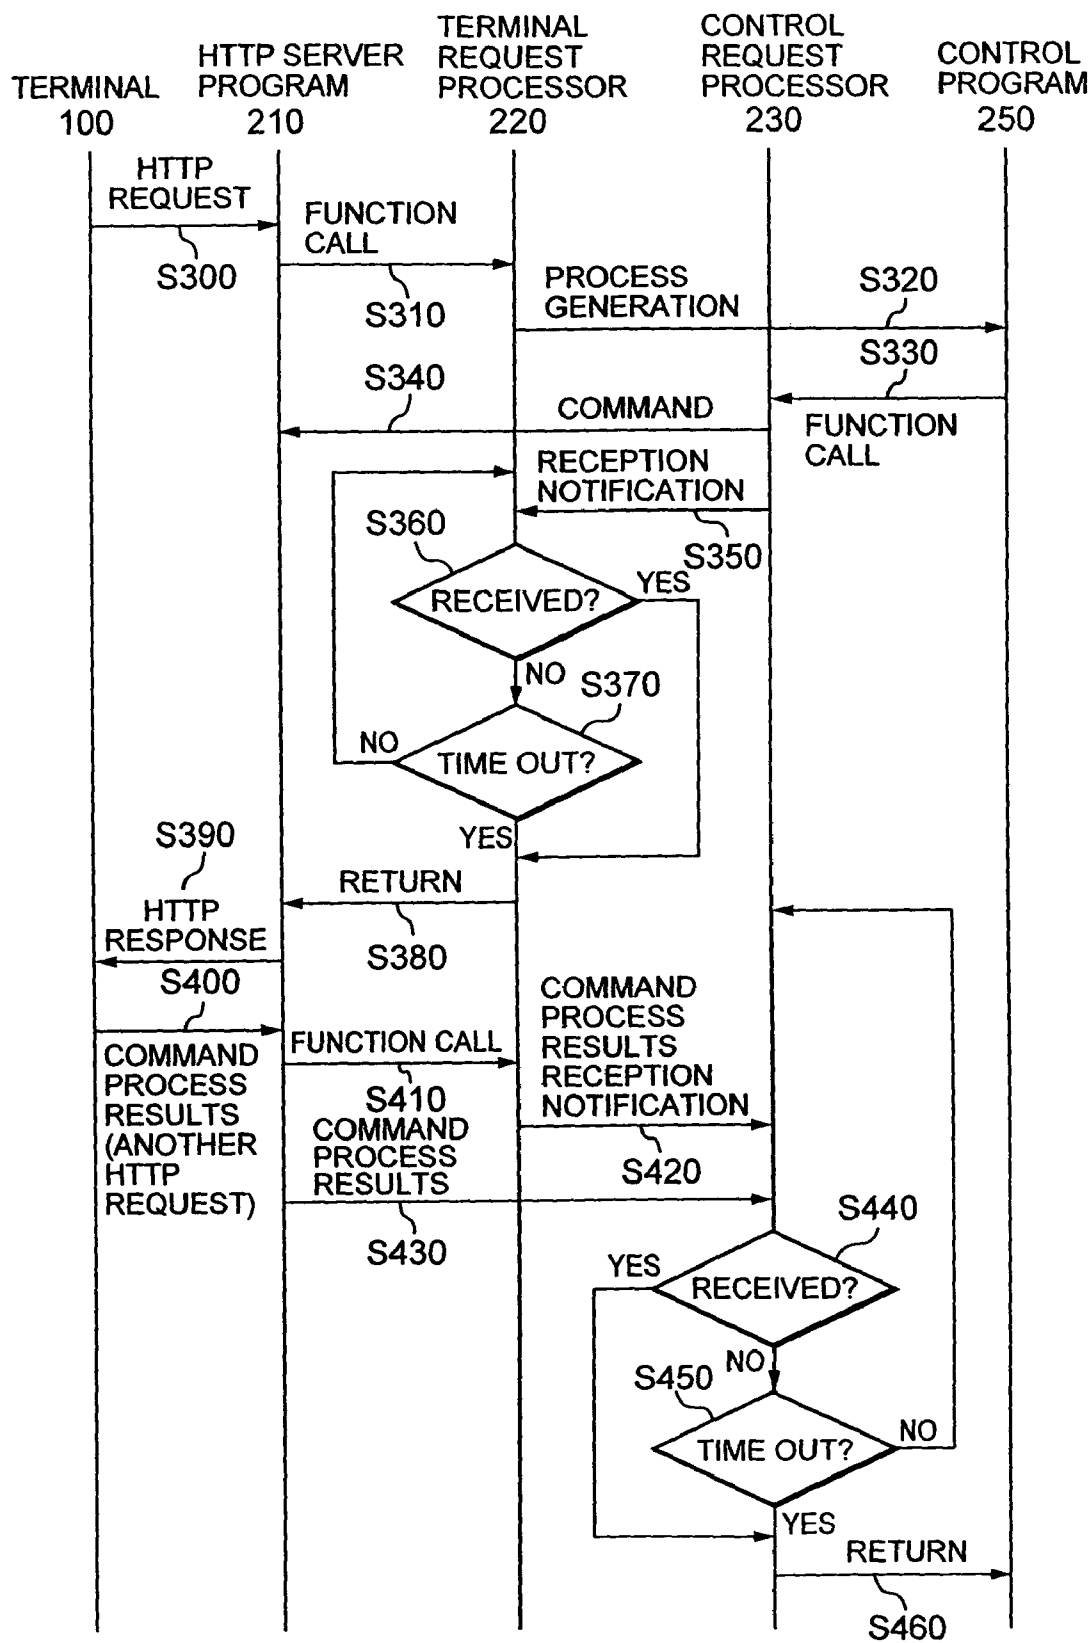 TERMINAL
100
HTTP SERVER
PROGRAM
210
TERMINAL
REQUEST
PROCESSOR
220
CONTROL
REQUEST
PROCESSOR
230
CONTROL
PROGRAM
250
HTTP
REQUEST
S300
FUNCTION
CALL
S310
PROCESS
GENERATION
S320
S330
FUNCTION
CALL
S340
COMMAND
RECEPTION
NOTIFICATION
S350
S360
RECEIVED?
YES
NO
S370
TIME OUT?
NO
YES
RETURN
S380
S390
HTTP
RESPONSE
S400
COMMAND
PROCESS
RESULTS
(ANOTHER
HTTP
REQUEST)
FUNCTION CALL
S410
COMMAND
PROCESS
RESULTS
RECEPTION
NOTIFICATION
S420
COMMAND
PROCESS
RESULTS
S430
S440
RECEIVED?
YES
NO
S450
TIME OUT?
NO
YES
RETURN
S460